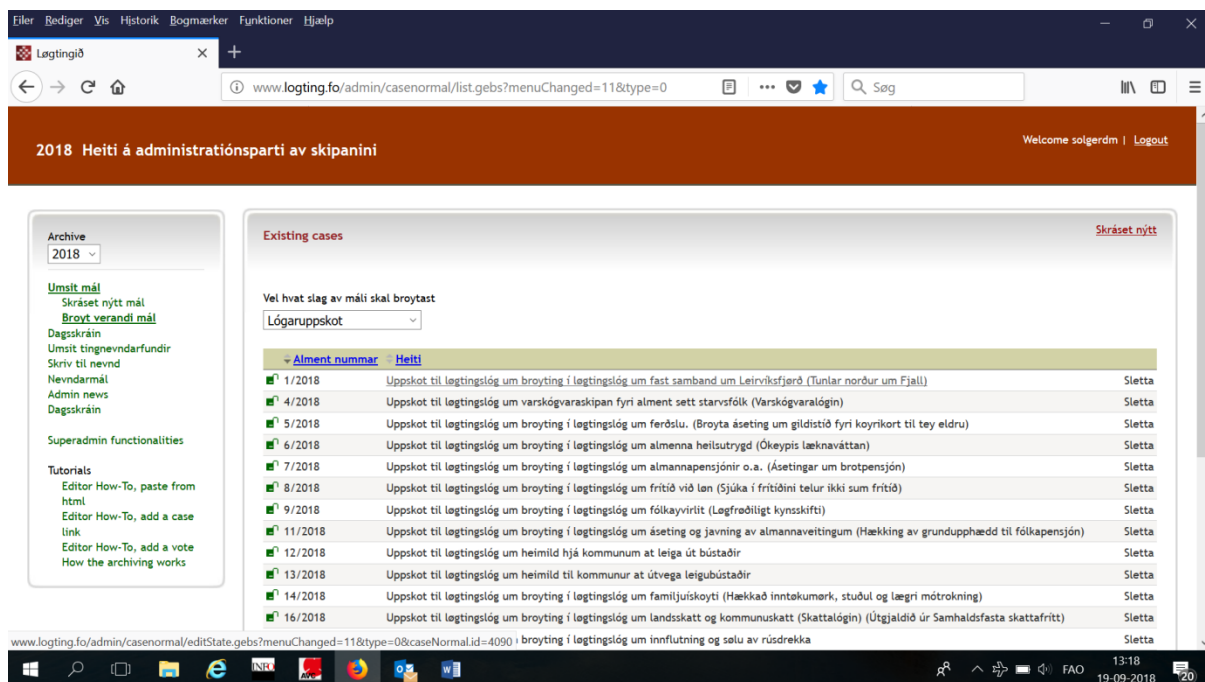 Filer Rediger Vis Historik Bogmærker Funktioner Hjælp
Løgtingið
www.logting.fo/admin/casenormal/list.gebs?menuChanged=11&type=0
Søg
2018 Heiti á administratiónsparti av skipanini
Welcome solgerdm | Logout
Archive
2018
Umsit mál
Skráset nýtt mál
Broyt verandi mál
Dagsskráin
Umsit tingnevndarfundir
Skriv til nevnd
Nevndarmál
Admin news
Dagsskráin
Superadmin functionalities
Tutorials
Editor How-To, paste from
html
Editor How-To, add a case
link
Editor How-To, add a vote
How the archiving works
Existing cases
Skráset nýtt
Vel hvat slag av máli skal broytast
Lógaruppskot
Alment nummar Heiti
1/2018 Uppskot til løgtingslóg um broyting í løgtingslóg um fast samband um Leirvíksfjørð (Tunlar norður um Fjall) Sletta
4/2018 Uppskot til løgtingslóg um varskógvaraskipan fyri alment sett starvsfólk (Varskógvaralógin) Sletta
5/2018 Uppskot til løgtingslóg um broyting í løgtingslóg um ferðslu. (Broyta áseting um gildistíð fyri koyrikort til tey eldru) Sletta
6/2018 Uppskot til løgtingslóg um broyting í løgtingslóg um almenna heilsutrygd (Ókeypis læknaváttan) Sletta
7/2018 Uppskot til løgtingslóg um broyting í løgtingslóg um almannapensjónir o.a. (Ásetingar um brotpensjón) Sletta
8/2018 Uppskot til løgtingslóg um broyting í løgtingslóg um frítíð við løn (Sjúka í frítíðini telur ikki sum frítíð) Sletta
9/2018 Uppskot til løgtingslóg um broyting í løgtingslóg um fólkayvirlit (Løgfrøðiligt kynsskifti) Sletta
11/2018 Uppskot til løgtingslóg um broyting í løgtingslóg um áseting og javning av almannaveitingum (Hækking av grundupphædd til fólkapensjón) Sletta
12/2018 Uppskot til løgtingslóg um heimild hjá kommunum at leiga út bústaðir Sletta
13/2018 Uppskot til løgtingslóg um heimild til kommunur at útvega leigubústaðir Sletta
14/2018 Uppskot til løgtingslóg um broyting í løgtingslóg um familjuískoyti (Hækkað inntøkumørk, stuðul og lægri mótrokning) Sletta
16/2018 Uppskot til løgtingslóg um broyting í løgtingslóg um landsskatt og kommunuskatt (Skattalógin) (Útgjaldið úr Samhaldsfasta skattafrítt) Sletta
www.logting.fo/admin/casenormal/editState.gebs?menuChanged=11&type=0&caseNormal.id=4090 broyting í løgtingslóg um innflutning og sølu av rúsdrekka Sletta
INFO
FAO
13:18
19-09-2018
20